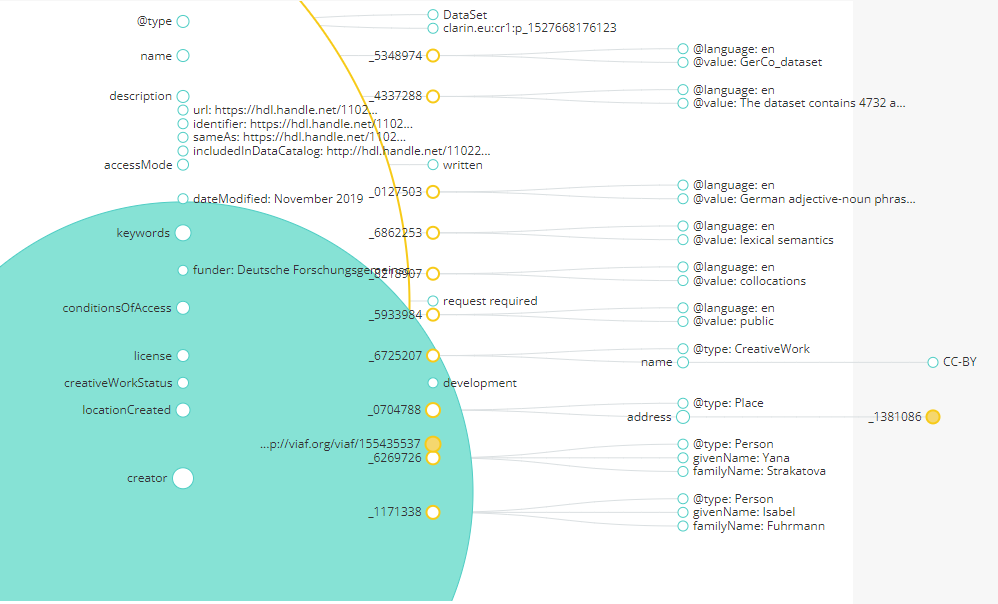 @type
DataSet
clarin.eu:cr1:p_1527668176123
name
_5348974
@language: en
@value: GerCo_dataset
description
_4337288
@language: en
@value: The dataset contains 4732 a...
url: https://hdl.handle.net/1102...
identifier: https://hdl.handle.net/1102...
sameAs: https://hdl.handle.net/1102...
includedInDataCatalog: http://hdl.handle.net/11022...
accessMode
written
dateModified: November 2019
_0127503
@language: en
@value: German adjective-noun phras...
keywords
_6862253
@language: en
@value: lexical semantics
funder: Deutsche Forschungsgemeinsc
_8218907
@language: en
@value: collocations
conditionsOfAccess
request required
_5933984
@language: en
@value: public
license
_6725207
@type: CreativeWork
name
CC-BY
creativeWorkStatus
development
locationCreated
_0704788
@type: Place
address
_1381086
...p://viaf.org/viaf/155435537
_6269726
@type: Person
givenName: Yana
familyName: Strakatova
creator
_1171338
@type: Person
givenName: Isabel
familyName: Fuhrmann